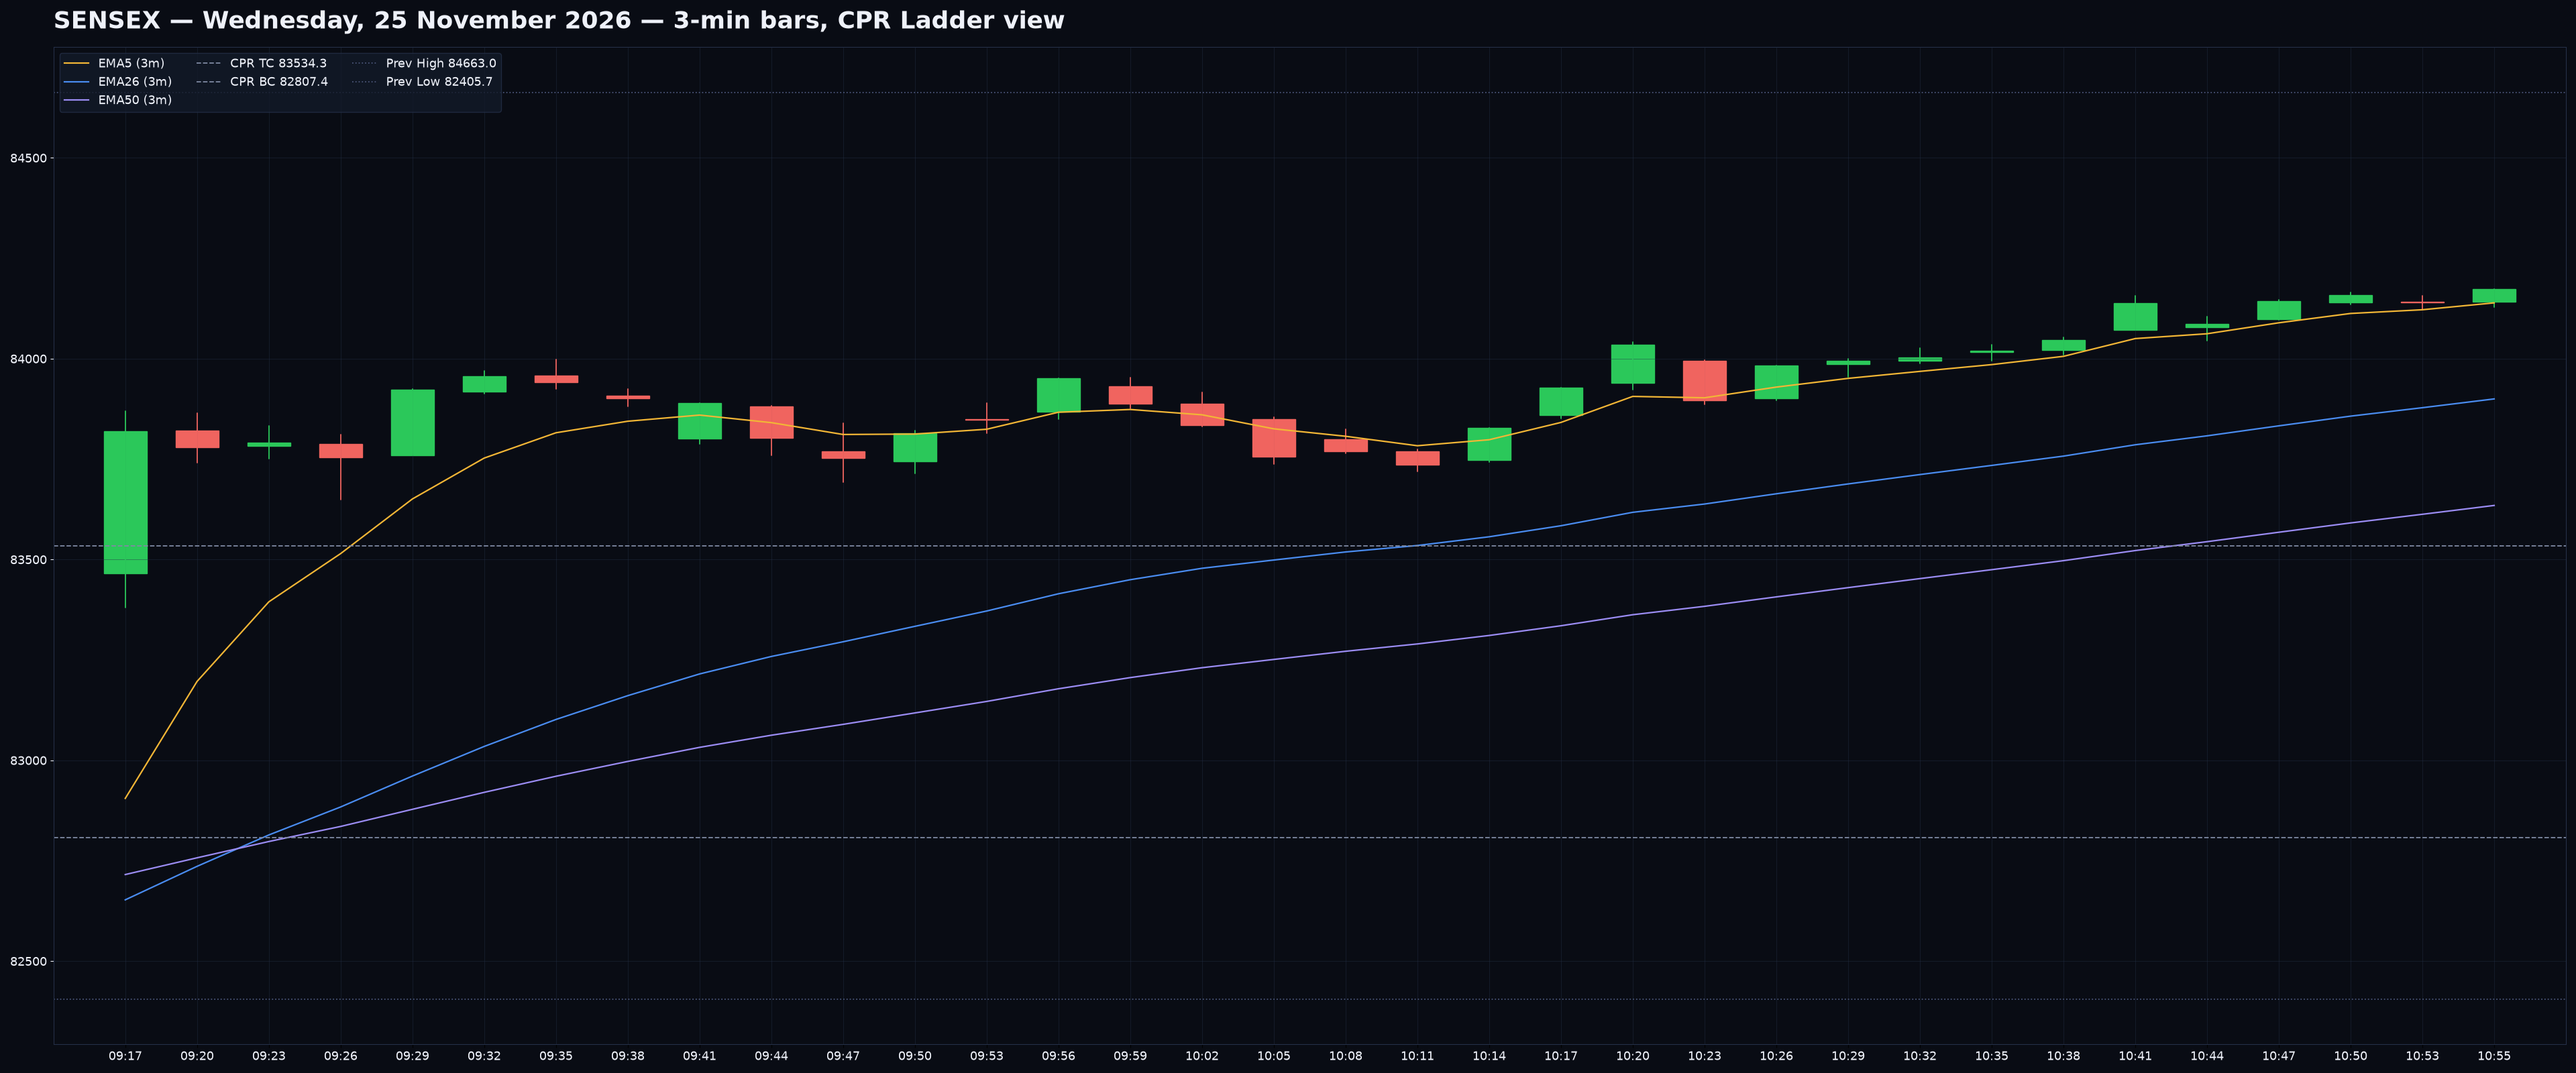 SENSEX — Wednesday, 25 November 2026 — 3-min bars, CPR Ladder view
EMA5 (3m) CPR TC 83534.3 Prev High 84663.0
EMA26 (3m) CPR BC 82807.4 Prev Low 82405.7
EMA50 (3m)
84500
84000
83500
83000
82500
09:17 09:20 09:23 09:26 09:29 09:32 09:35 09:38 09:41 09:44 09:47 09:50 09:53 09:56 09:59 10:02 10:05 10:08 10:11 10:14 10:17 10:20 10:23 10:26 10:29 10:32 10:35 10:38 10:41 10:44 10:47 10:50 10:53 10:55